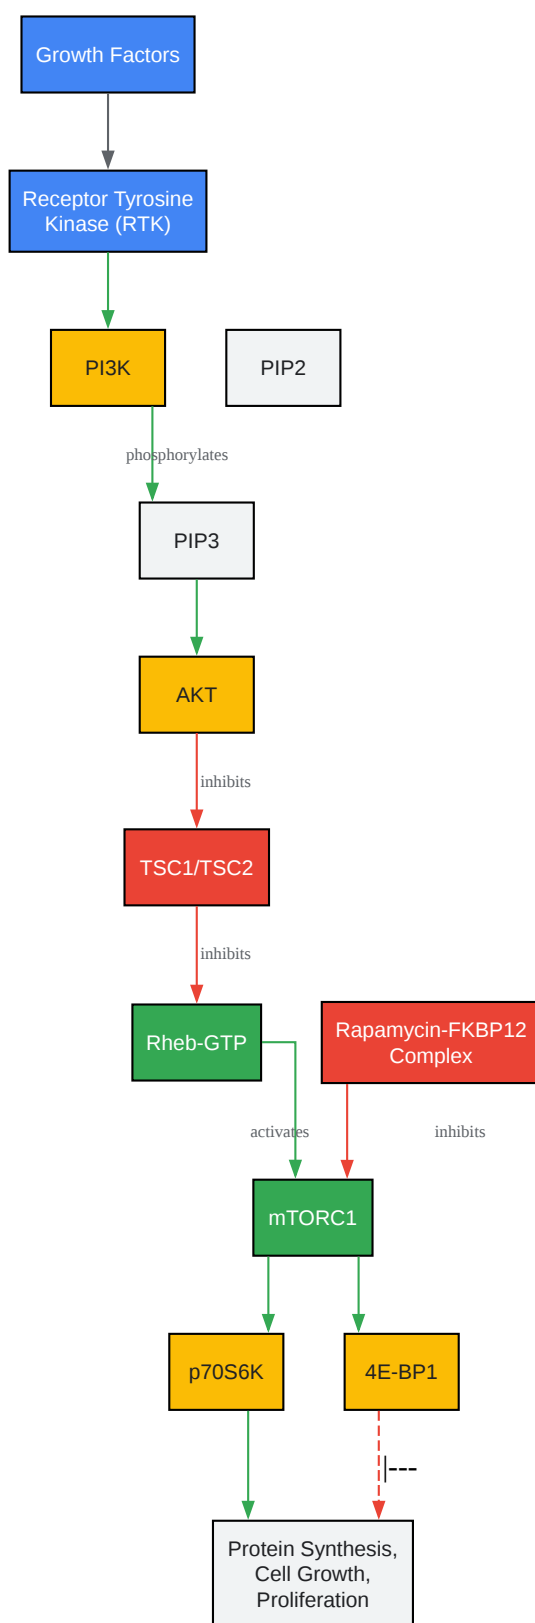 Growth Factors
Receptor Tyrosine
Kinase (RTK)
PI3K
PIP2
phosphorylates
PIP3
AKT
inhibits
TSC1/TSC2
inhibits
Rheb-GTP
Rapamycin-FKBP12
Complex
activates
inhibits
mTORC1
p70S6K
4E-BP1
|---
Protein Synthesis,
Cell Growth,
Proliferation